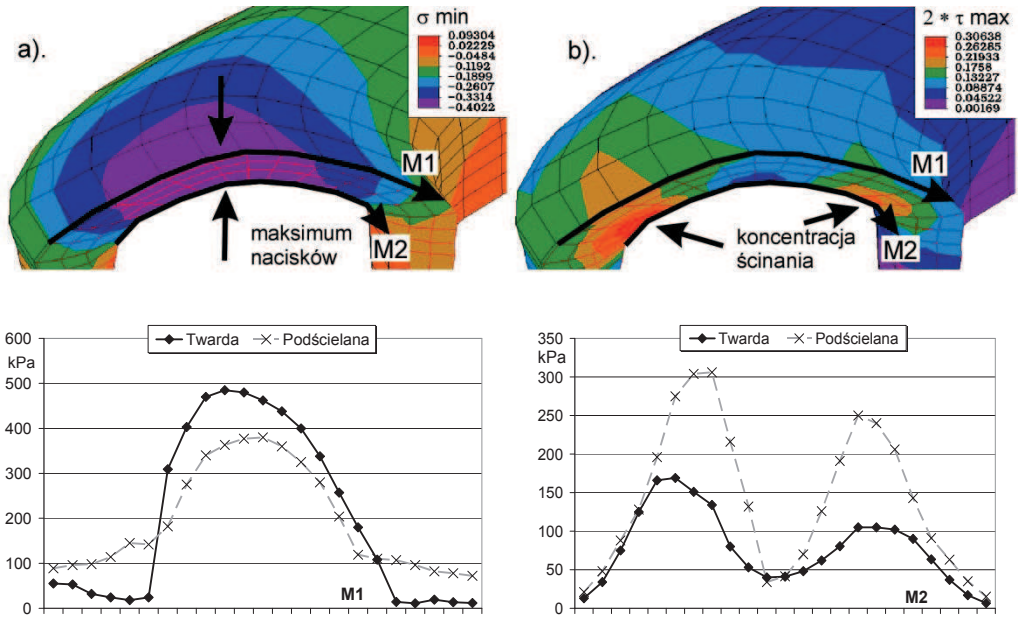 a).
σ min
0.09304
0.02229
-0.0484
-0.1192
-0.1899
-0.2607
-0.3314
-0.4022
M1
M2
maksimum
nacisków
b).
2 * τ max
0.30638
0.26285
0.21933
0.1758
0.13227
0.08874
0.04522
0.00169
M1
M2
koncentracja
ścinania
Twarda Podścielana
600
kPa
500
400
300
200
100
0
M1
Twarda Podścielana
350
kPa
300
250
200
150
100
50
0
M2